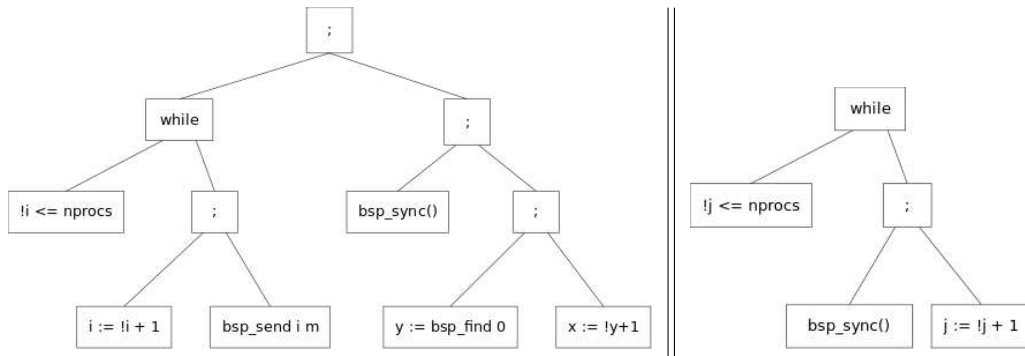 ;
while
;
!i <= nprocs
;
bsp_sync()
;
i := !i + 1
bsp_send i m
y := bsp_find 0
x := !y+1
while
!j <= nprocs
;
bsp_sync()
j := !j + 1